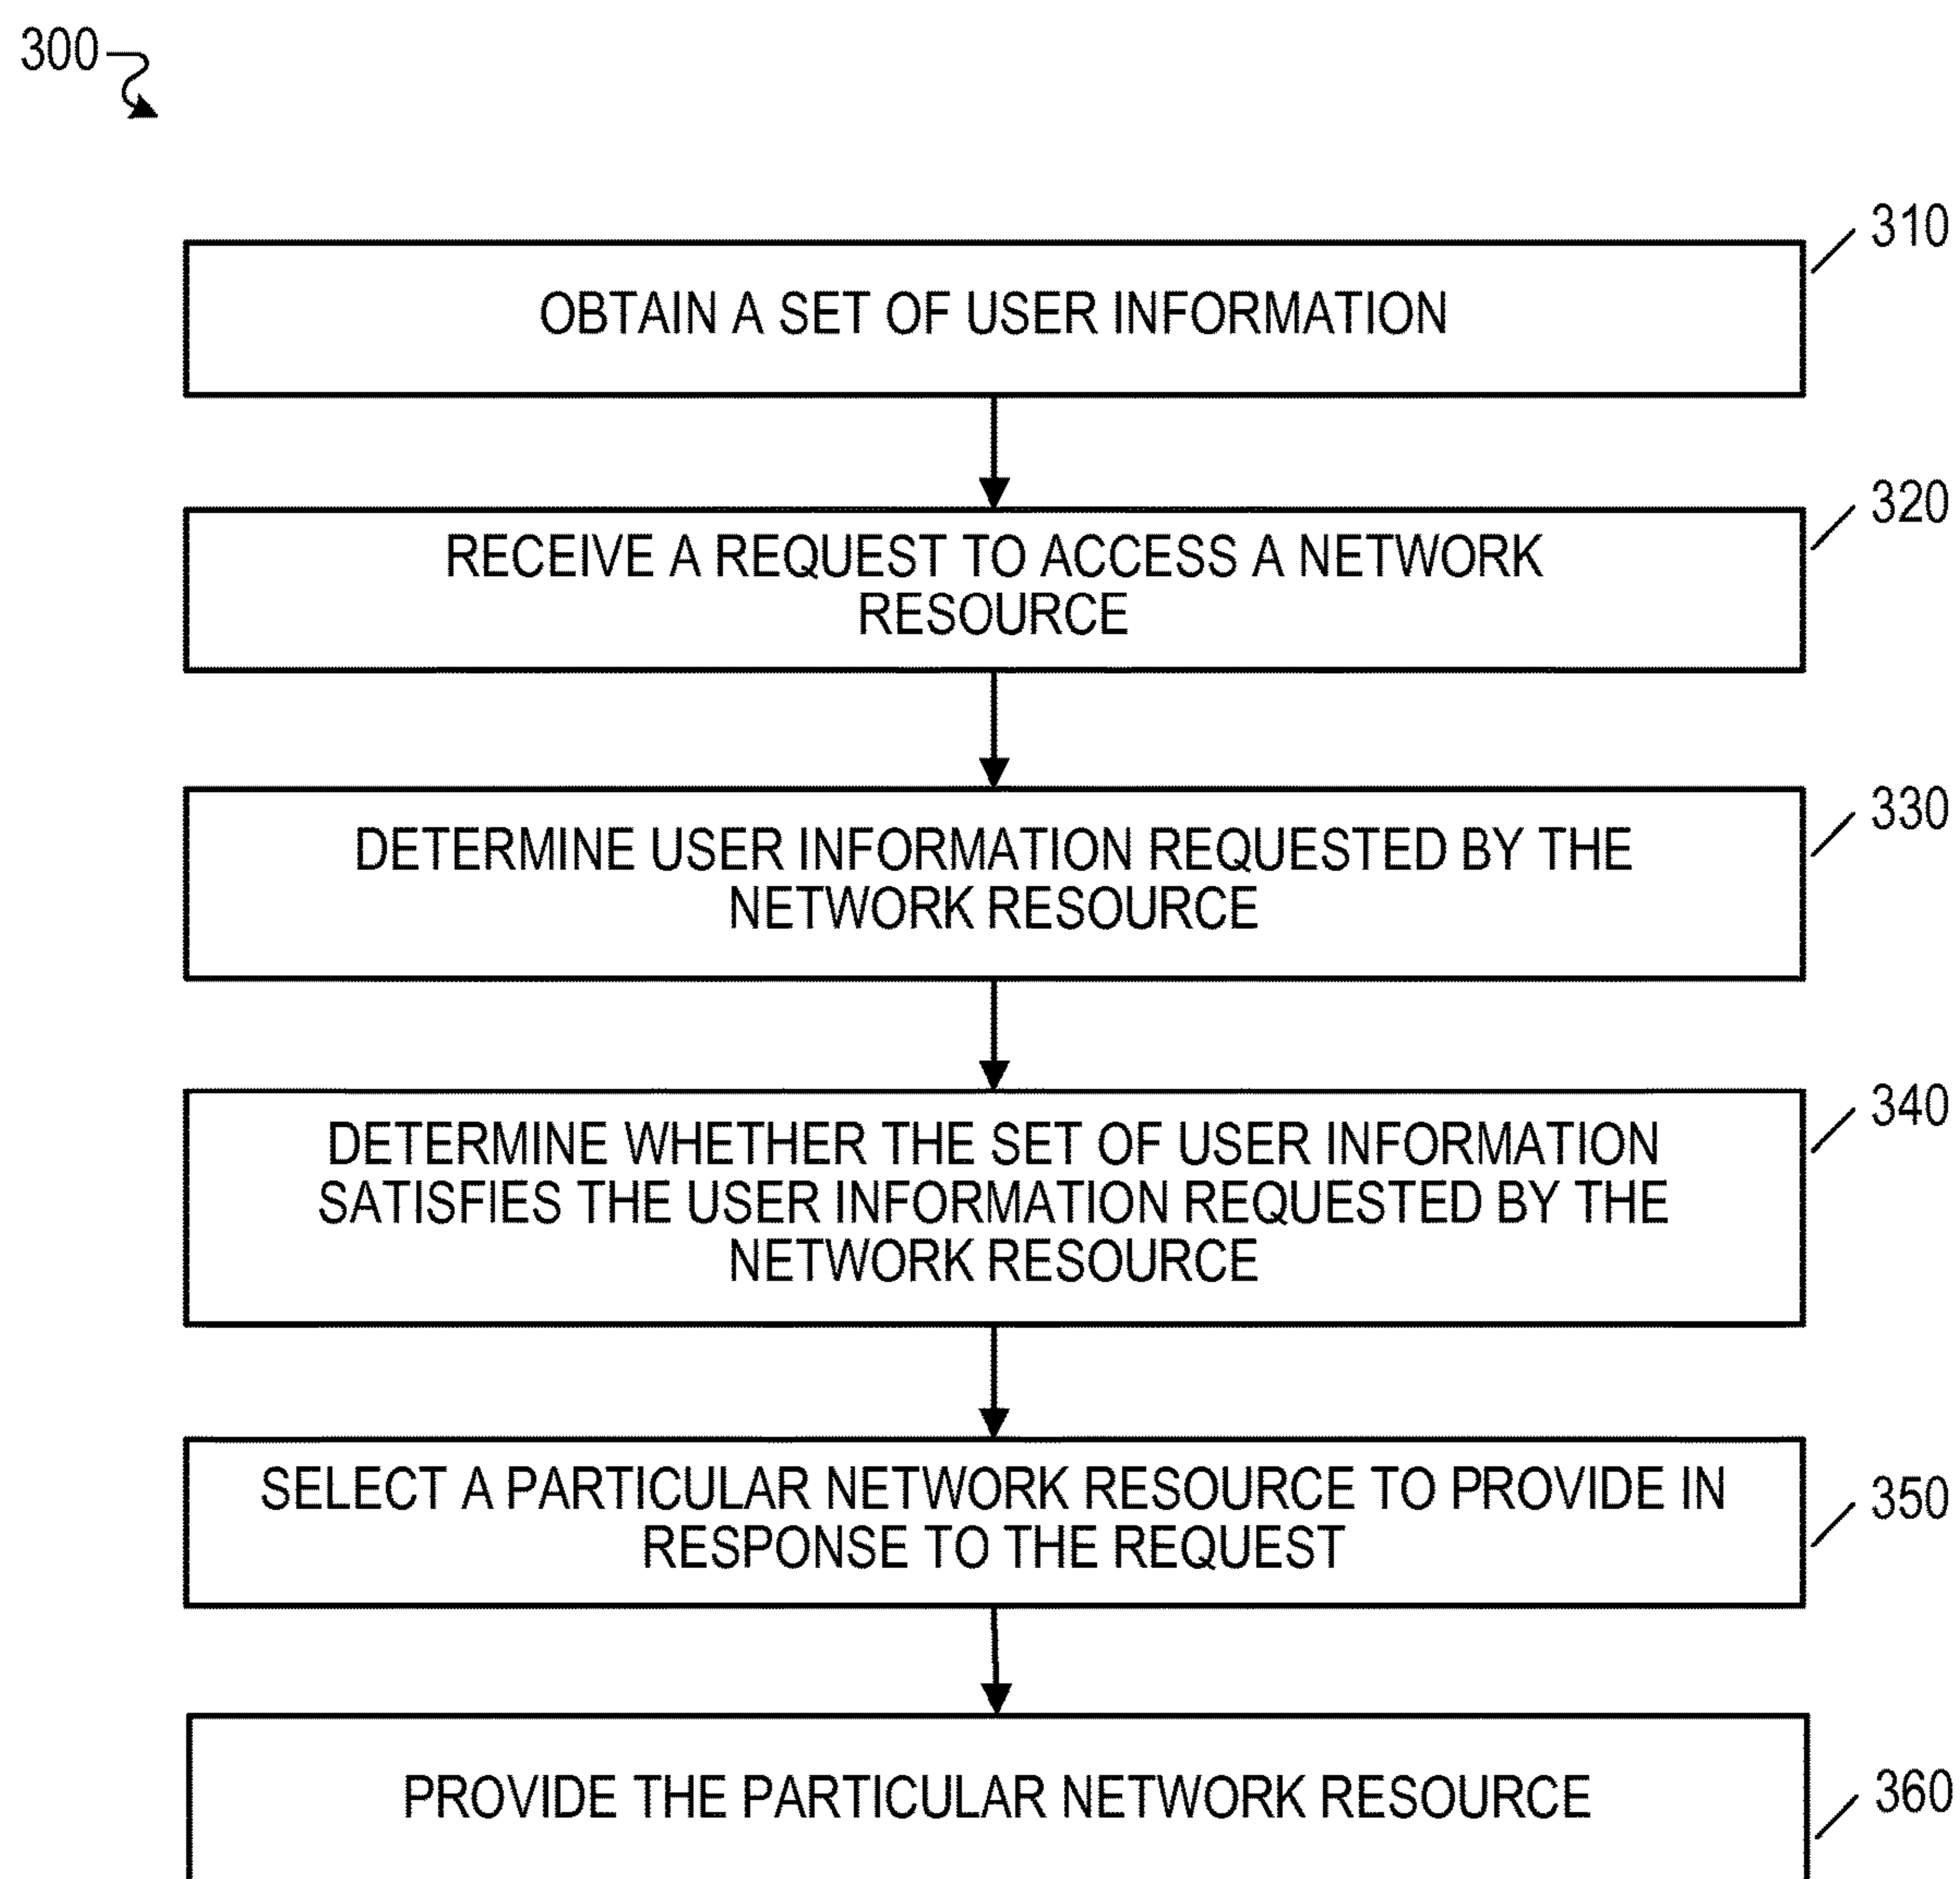 300
310
OBTAIN A SET OF USER INFORMATION
320
RECEIVE A REQUEST TO ACCESS A NETWORK
RESOURCE
330
DETERMINE USER INFORMATION REQUESTED BY THE
NETWORK RESOURCE
340
DETERMINE WHETHER THE SET OF USER INFORMATION
SATISFIES THE USER INFORMATION REQUESTED BY THE
NETWORK RESOURCE
350
SELECT A PARTICULAR NETWORK RESOURCE TO PROVIDE IN
RESPONSE TO THE REQUEST
360
PROVIDE THE PARTICULAR NETWORK RESOURCE